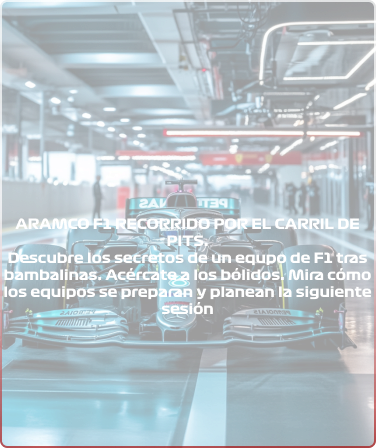 ARAMCO F1 RECORRIDO POR EL CARRIL DE
PITS,
Descubre los secretos de un equpo de F1 tras
bambalinas. Acércate a los bólidos. Mira cómo
los equipos se preparan y planean la siguiente
sesión